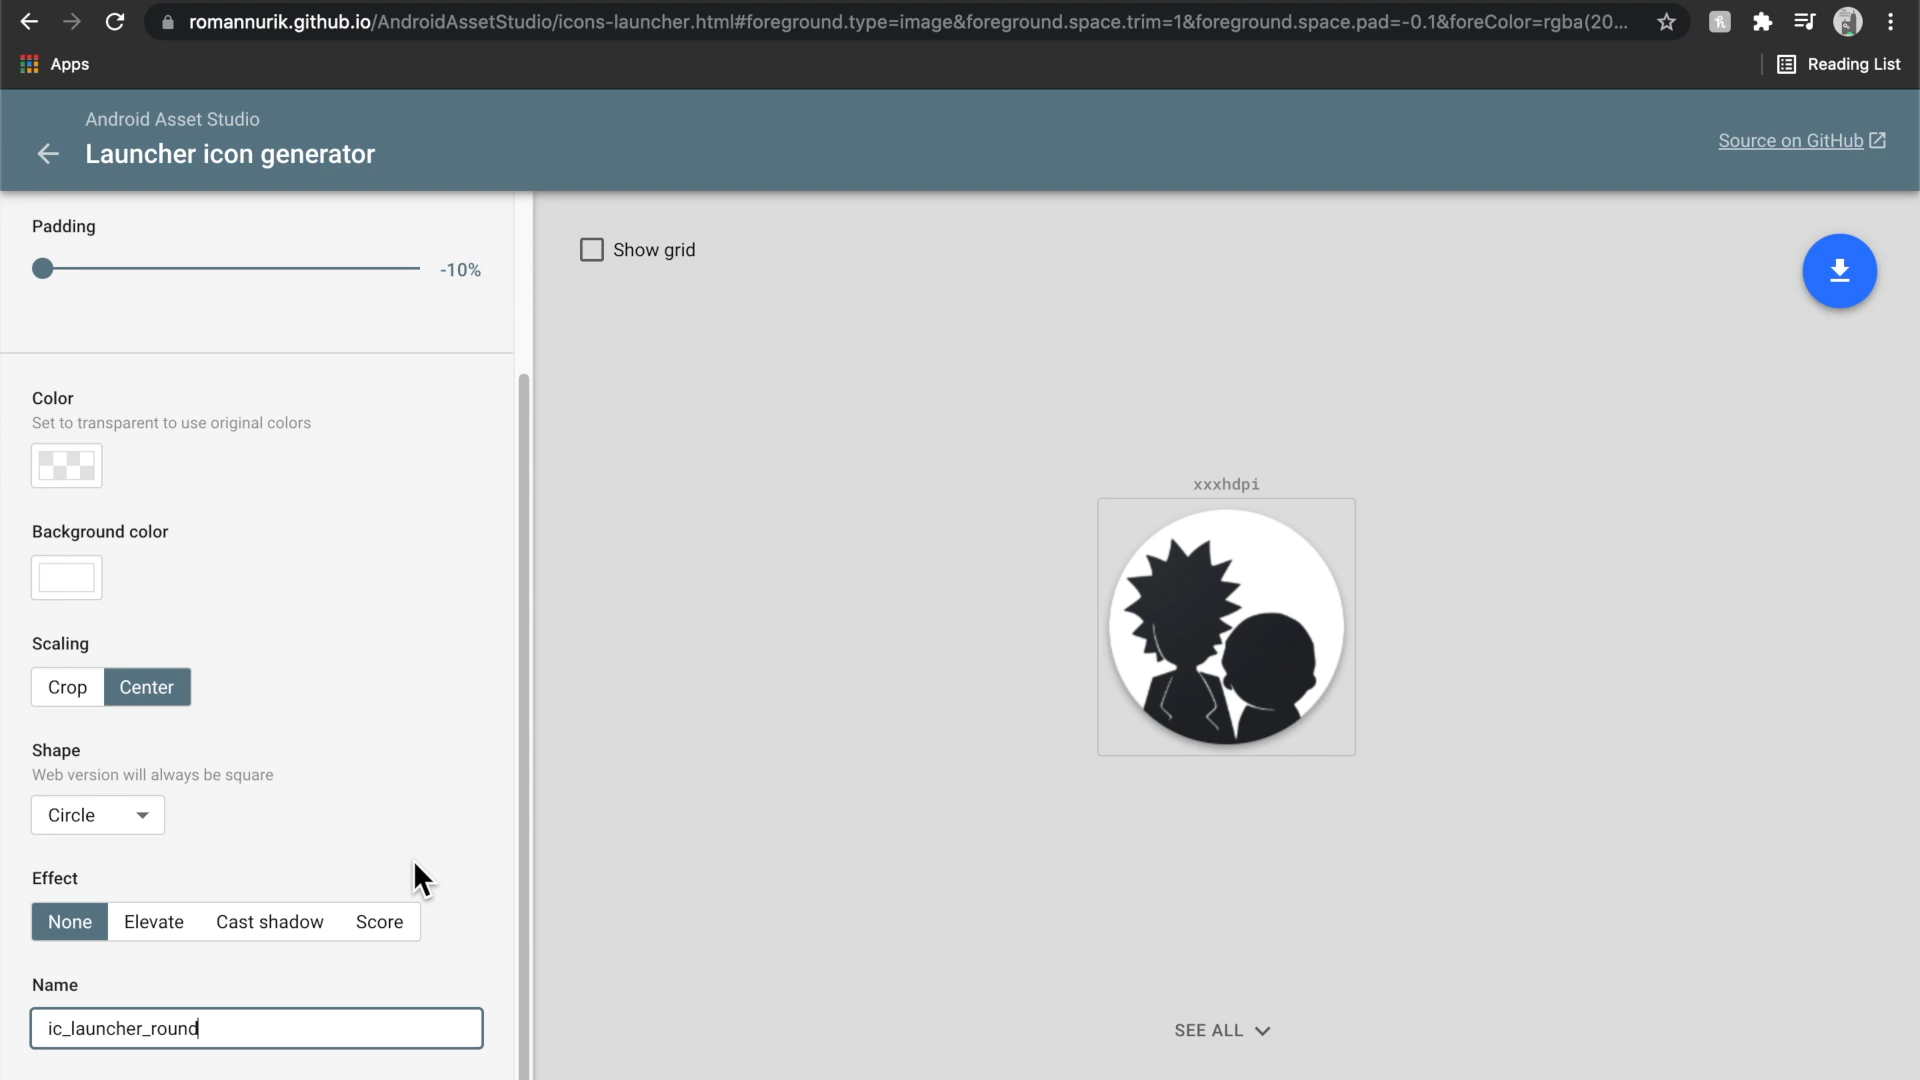 romannurik.github.io/AndroidAssetStudio/icons-launcher.html#foreground.type=image&foreground.space.trim=1&foreground.space.pad=-0.1&foreColor=rgba(20...
Apps
Reading List
Android Asset Studio
Launcher icon generator
Source on GitHub
Padding
-10%
Show grid
Color
Set to transparent to use original colors
Background color
Scaling
Crop Center
Shape
Web version will always be square
Circle
Effect
None Elevate Cast shadow Score
Name
ic_launcher_round
xxxhdpi
SEE ALL